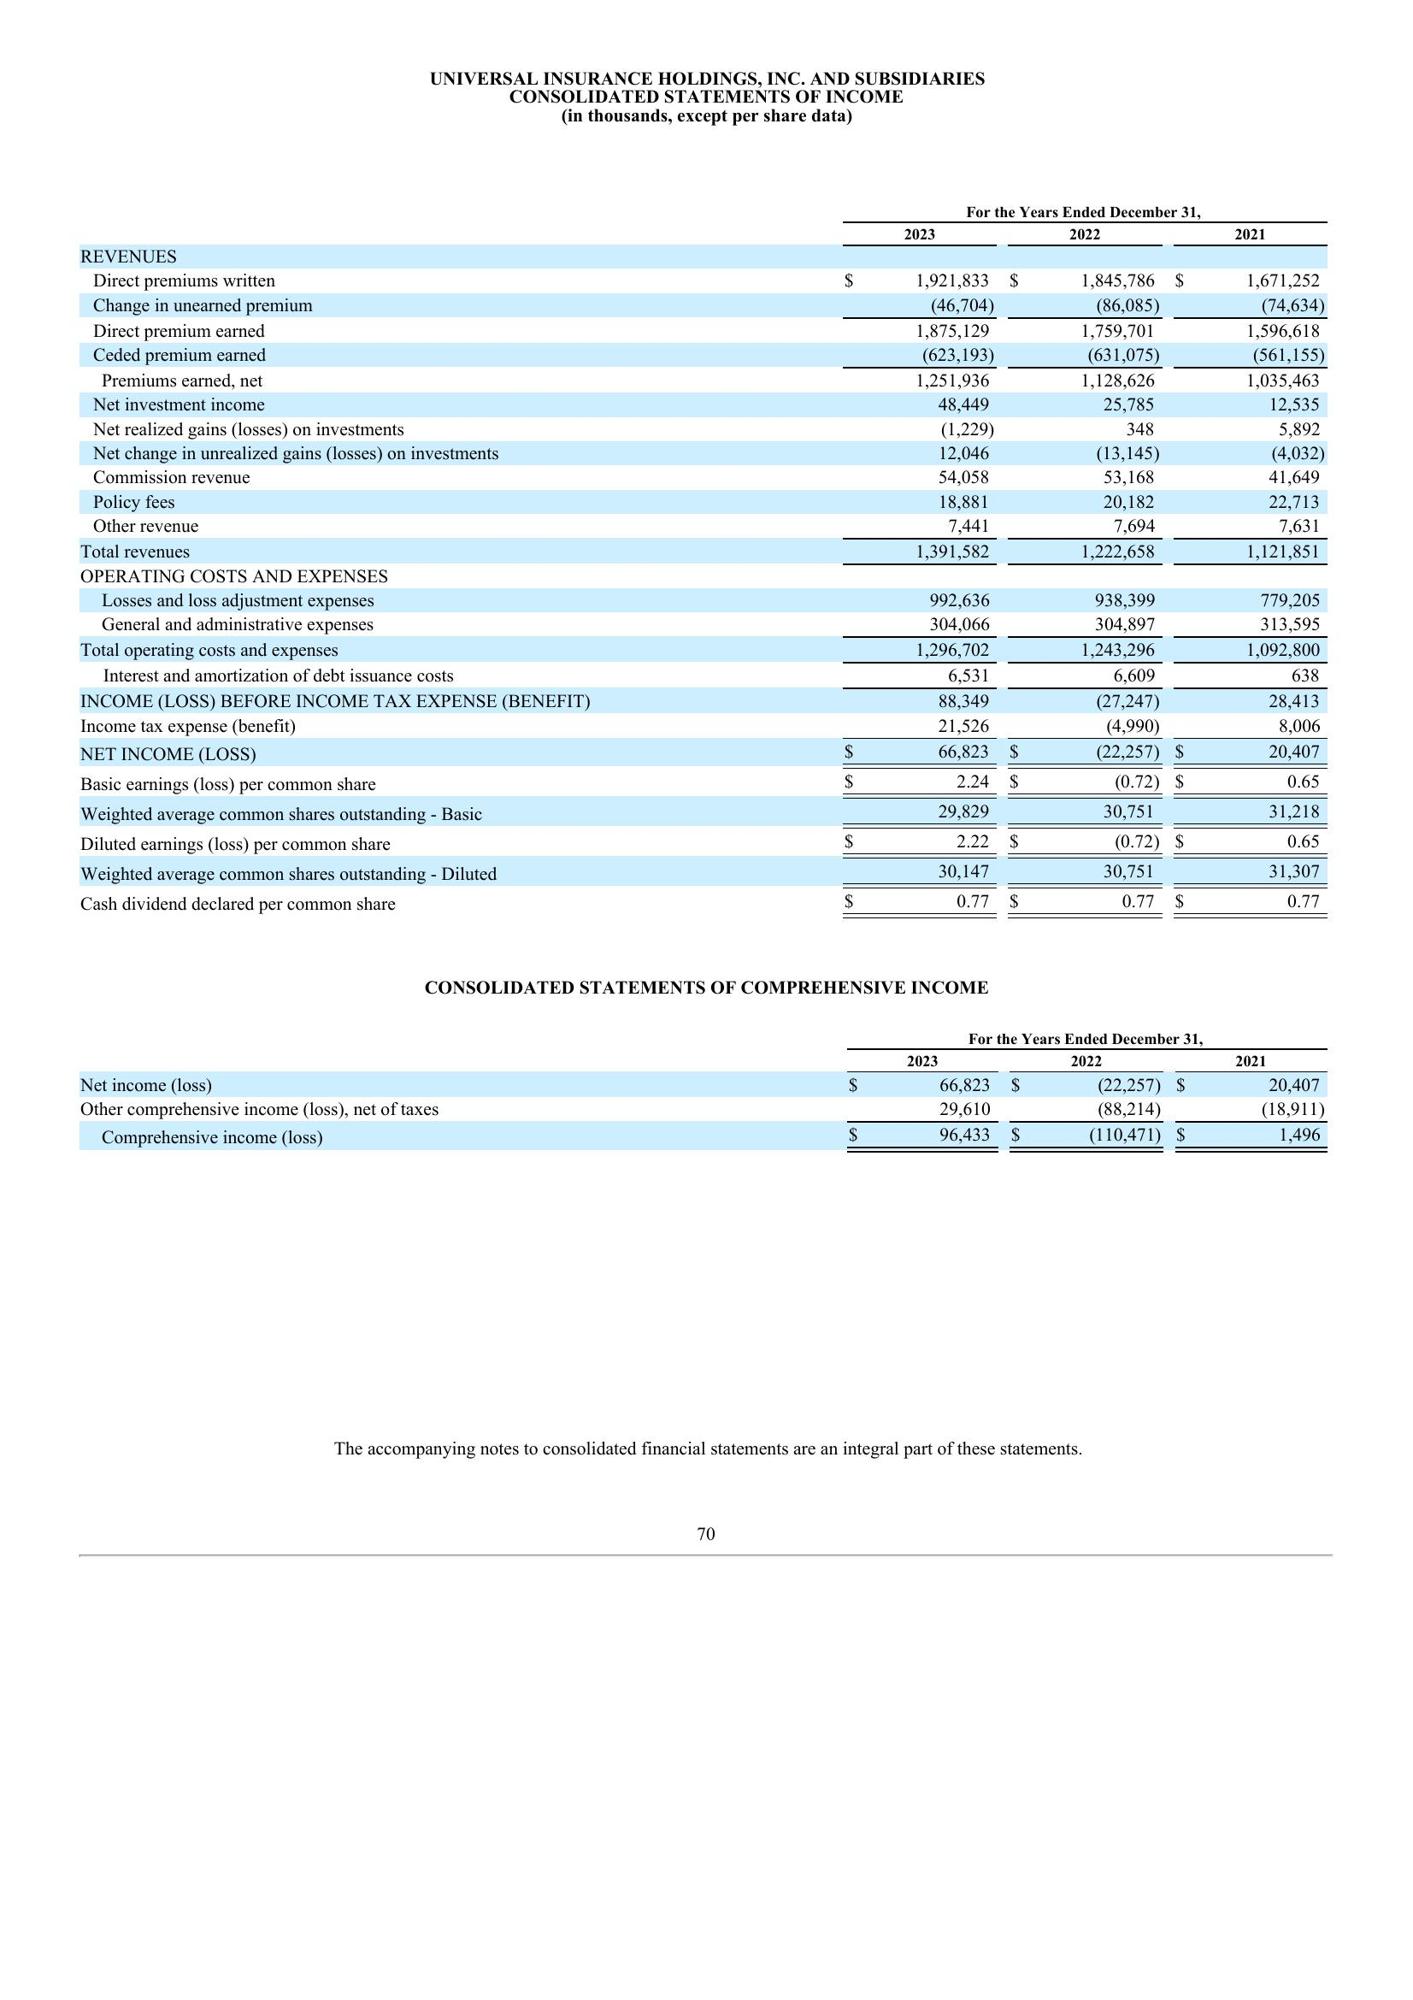 UNIVERSAL INSURANCE HOLDINGS, INC. AND SUBSIDIARIES
CONSOLIDATED STATEMENTS OF INCOME
(in thousands, except per share data)
For the Years Ended December 31,
2023 2022 2021
REVENUES
Direct premiums written $ 1,921,833 $ 1,845,786 $ 1,671,252
Change in unearned premium (46,704) (86,085) (74,634)
Direct premium earned 1,875,129 1,759,701 1,596,618
Ceded premium earned (623,193) (631,075) (561,155)
Premiums earned, net 1,251,936 1,128,626 1,035,463
Net investment income 48,449 25,785 12,535
Net realized gains (losses) on investments (1,229) 348 5,892
Net change in unrealized gains (losses) on investments 12,046 (13,145) (4,032)
Commission revenue 54,058 53,168 41,649
Policy fees 18,881 20,182 22,713
Other revenue 7,441 7,694 7,631
Total revenues 1,391,582 1,222,658 1,121,851
OPERATING COSTS AND EXPENSES
Losses and loss adjustment expenses 992,636 938,399 779,205
General and administrative expenses 304,066 304,897 313,595
Total operating costs and expenses 1,296,702 1,243,296 1,092,800
Interest and amortization of debt issuance costs 6,531 6,609 638
INCOME (LOSS) BEFORE INCOME TAX EXPENSE (BENEFIT) 88,349 (27,247) 28,413
Income tax expense (benefit) 21,526 (4,990) 8,006
NET INCOME (LOSS) $ 66,823 $ (22,257) $ 20,407
Basic earnings (loss) per common share $ 2.24 $ (0.72) $ 0.65
Weighted average common shares outstanding - Basic 29,829 30,751 31,218
Diluted earnings (loss) per common share $ 2.22 $ (0.72) $ 0.65
Weighted average common shares outstanding - Diluted 30,147 30,751 31,307
Cash dividend declared per common share $ 0.77 $ 0.77 $ 0.77
CONSOLIDATED STATEMENTS OF COMPREHENSIVE INCOME
For the Years Ended December 31,
2023 2022 2021
Net income (loss) $ 66,823 $ (22,257) $ 20,407
Other comprehensive income (loss), net of taxes 29,610 (88,214) (18,911)
Comprehensive income (loss) $ 96,433 $ (110,471) $ 1,496
The accompanying notes to consolidated financial statements are an integral part of these statements.
70